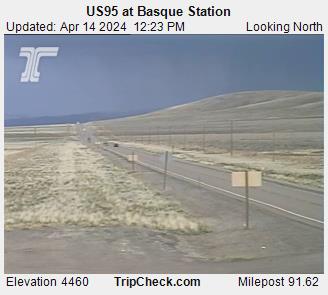 US95 at Basque Station
Updated: Apr 14 2024 12:23 PM Looking North
Elevation 4460 TripCheck.com Milepost 91.62